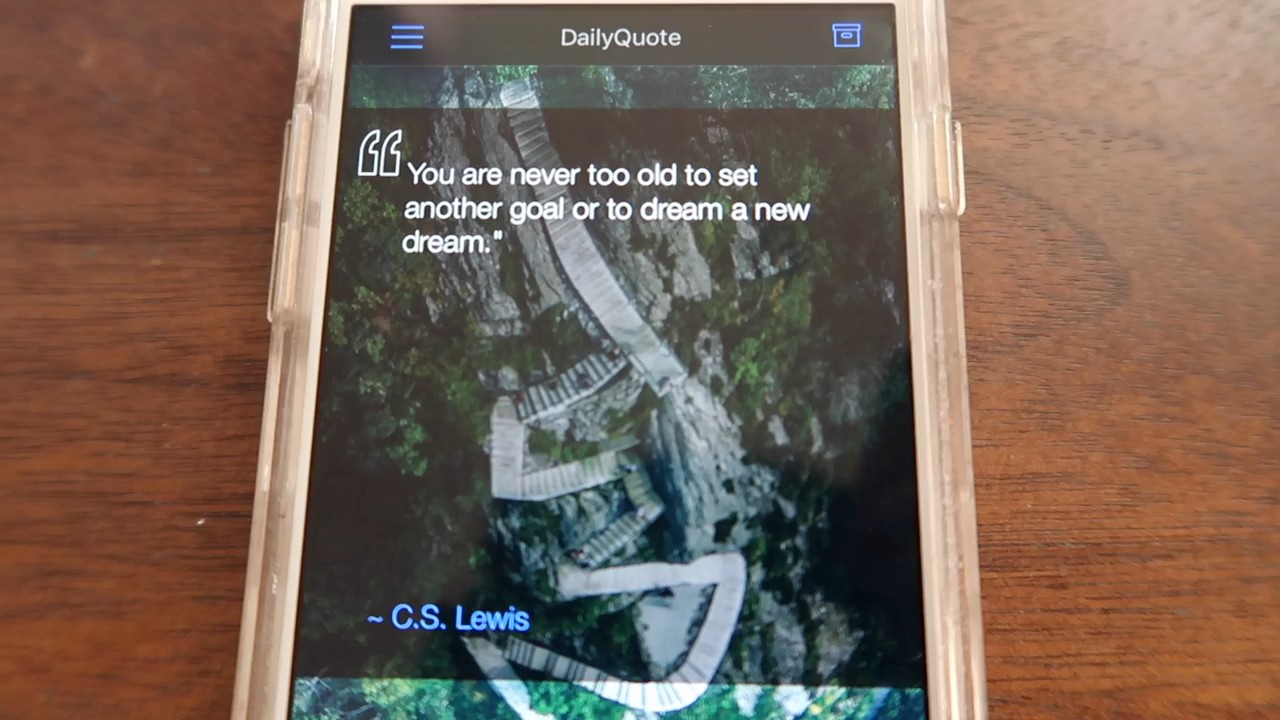 DailyQuote
“You are never too old to set
another goal or to dream a new
dream."
~ C.S. Lewis